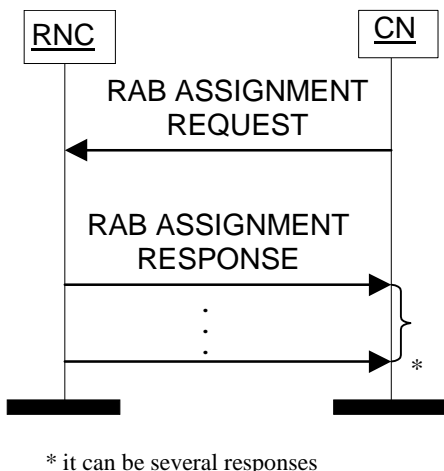 RNC
CN
RAB ASSIGNMENT
REQUEST
RAB ASSIGNMENT
RESPONSE
*
* it can be several responses